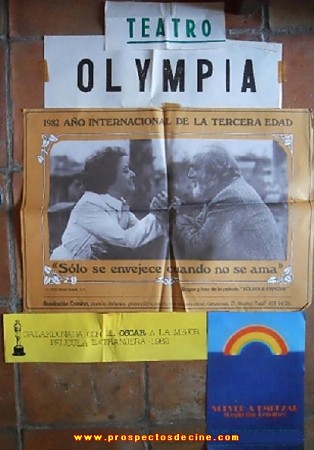 TEATRO
OLYMPIA
1982 AÑO INTERNACIONAL DE LA TERCERA EDAD
"Sólo se envejece cuando no se ama"
GALARDONADA CON EL OSCAR A LA MEJOR
PELICULA EXTRANJERA-1982
VOLVER A EMPEZAR
www.prospectosdecine.com